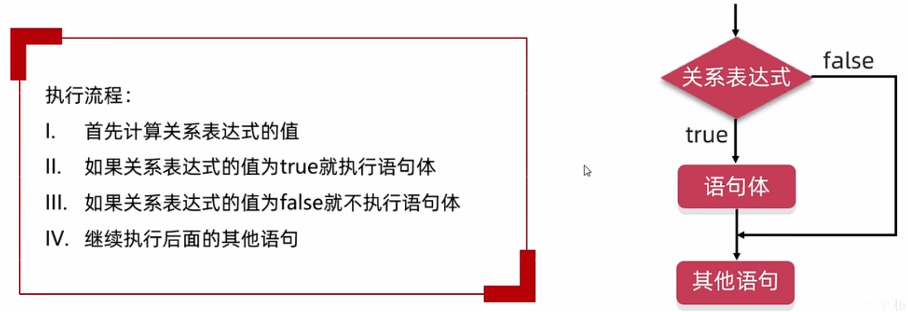 执行流程：
I. 首先计算关系表达式的值
II. 如果关系表达式的值为true就执行语句体
III. 如果关系表达式的值为false就不执行语句体
IV. 继续执行后面的其他语句
关系表达式
false
true
语句体
其他语句